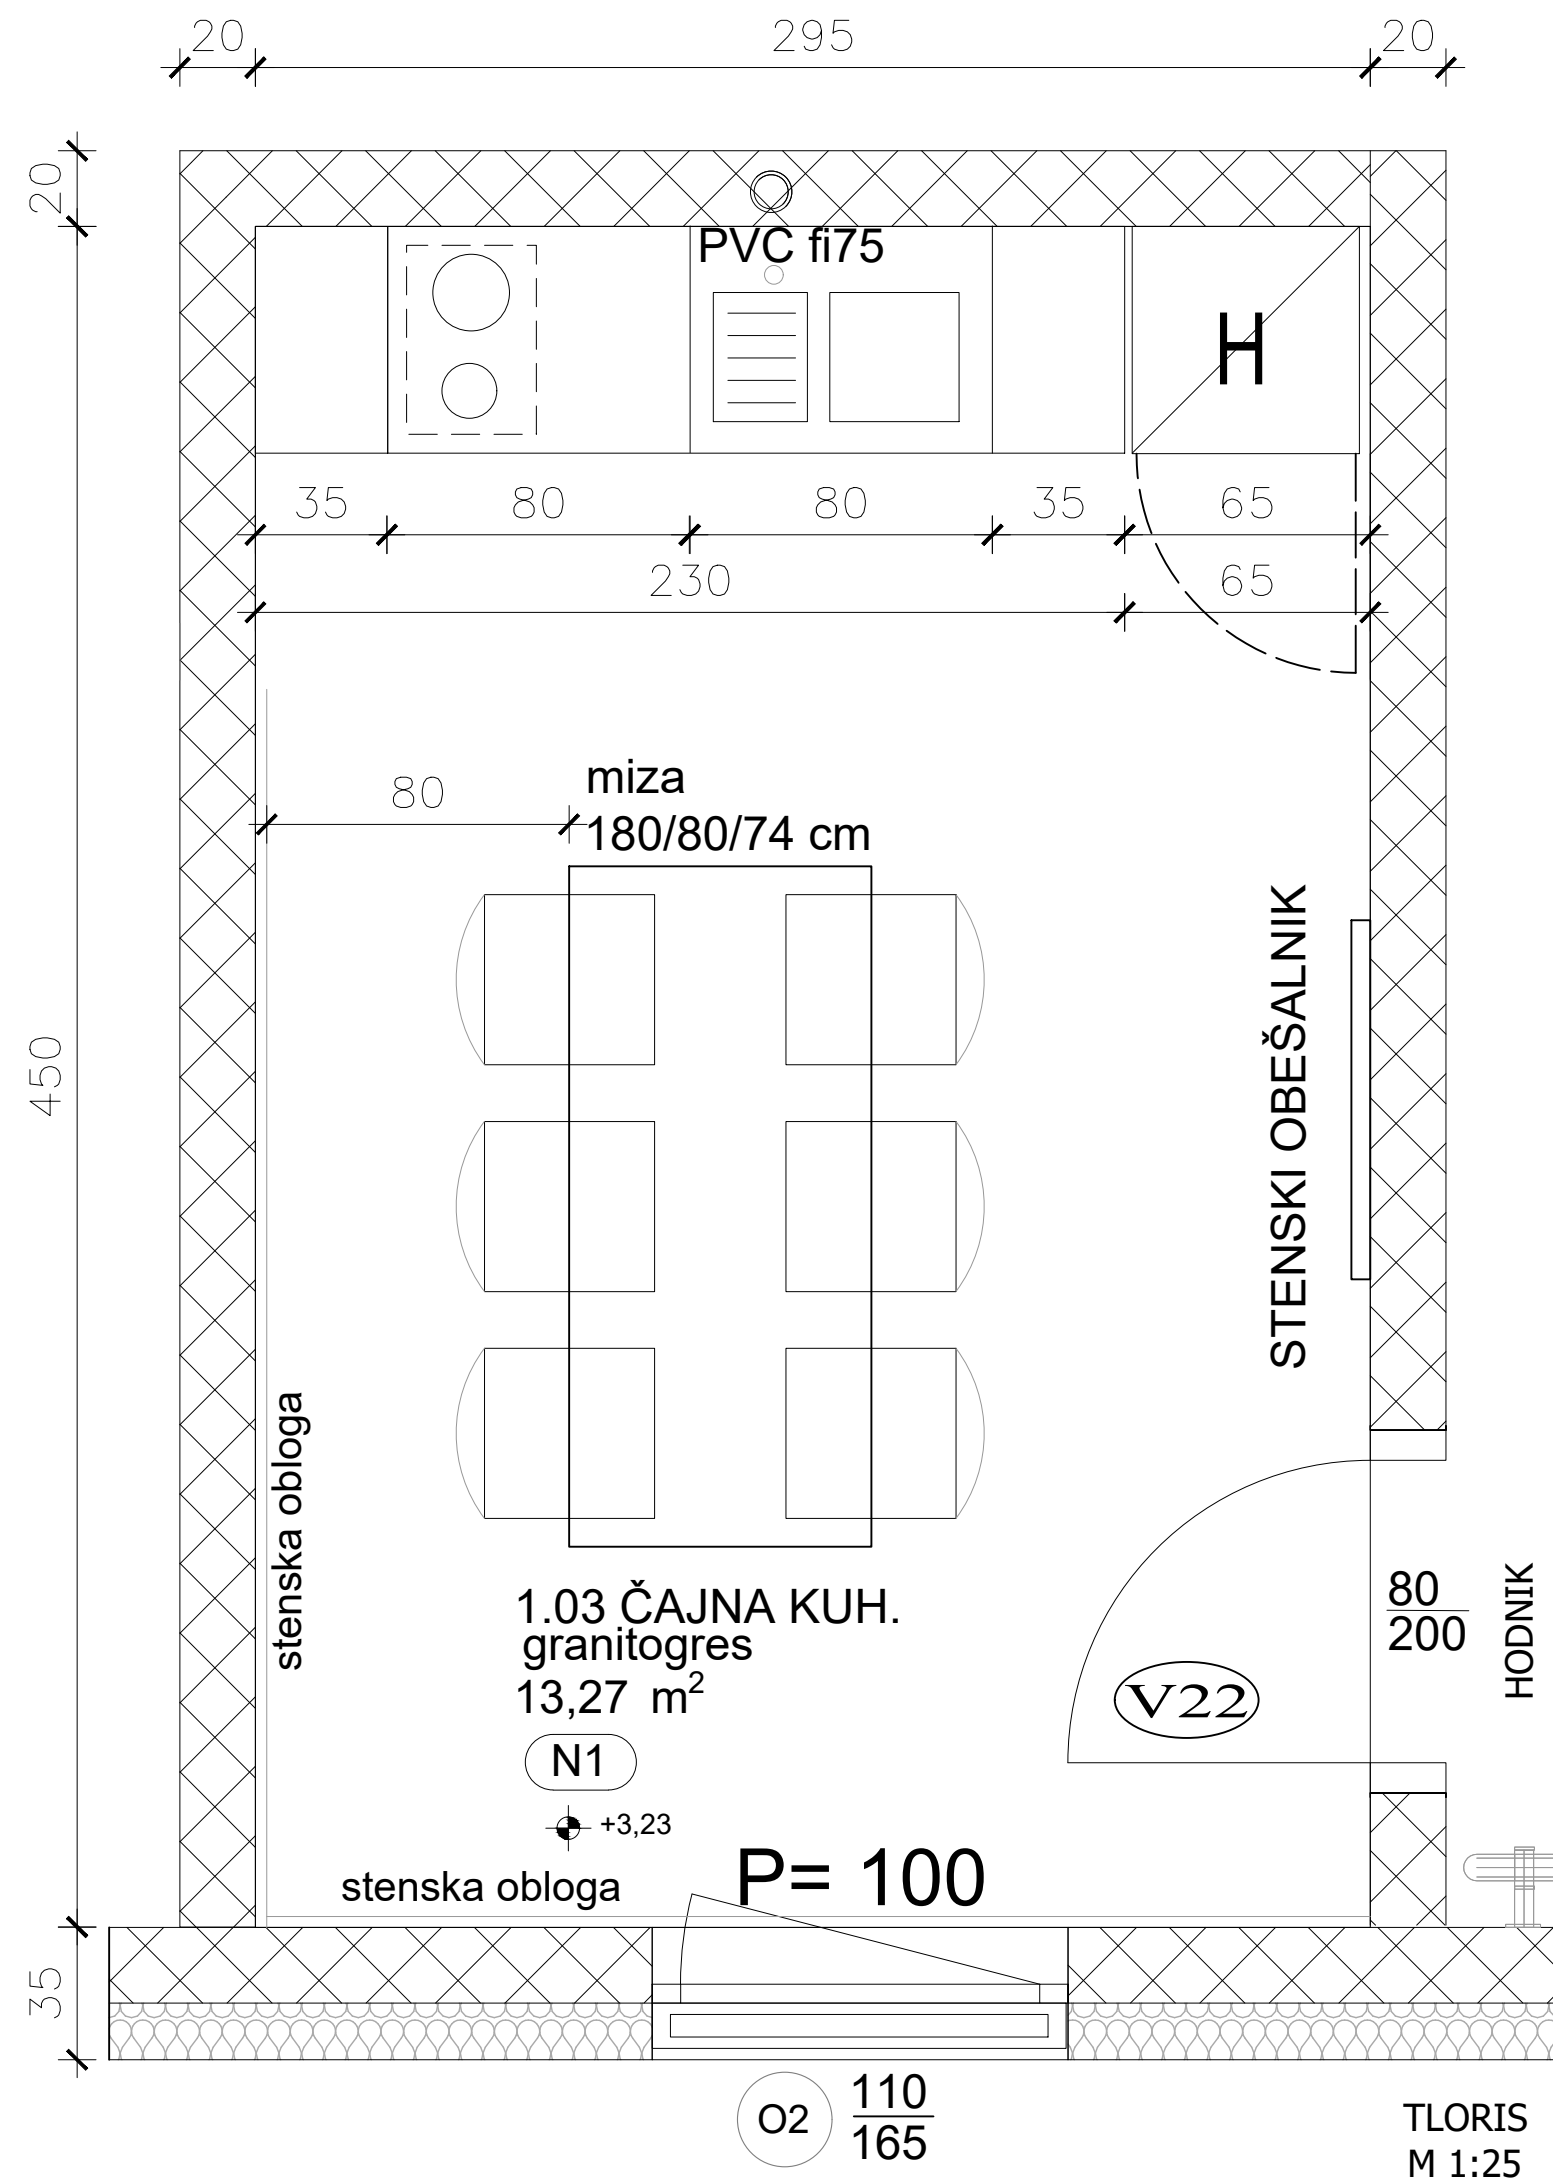 20
295
20
20
PVC fi75
H
35
80
80
35
65
230
65
80
miza
180/80/74 cm
450
STENSKI OBEŠALNIK
stenska obloga
1.03 ČAJNA KUH.
granitogres
13,27 m²
N1
+3,23
80
200
HODNIK
V22
stenska obloga
P= 100
35
O2
110
165
TLORIS
M 1:25